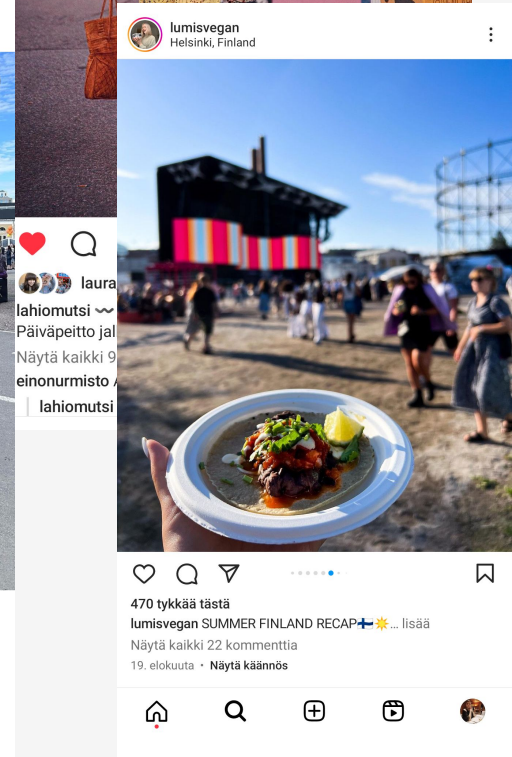 lumisvegan
Helsinki, Finland
470 tykkää tästä
lumisvegan SUMMER FINLAND RECAP🇫🇮☀️... lisää
Näytä kaikki 22 kommenttia
19. elokuuta • Näytä käännös
laura
lahiomutsi 〰️
Päiväpeitto jal
Näytä kaikki 9
einonurmisto
lahiomutsi